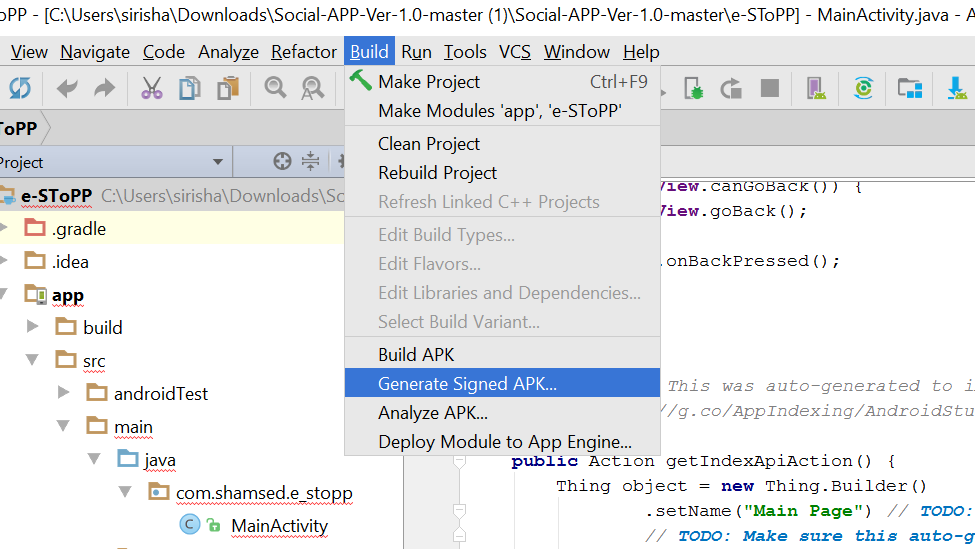 oPP - [C:\Users\sirisha\Downloads\Social-APP-Ver-1.0-master (1)\Social-APP-Ver-1.0-master\e-SToPP] - MainActivity.java - A
View Navigate Code Analyze Refactor Build Run Tools VCS Window Help
Make Project Ctrl+F9
Make Modules 'app', 'e-SToPP'
Clean Project
Rebuild Project
Refresh Linked C++ Projects
Edit Build Types...
Edit Flavors...
Edit Libraries and Dependencies...
Select Build Variant...
Build APK
Generate Signed APK...
Analyze APK...
Deploy Module to App Engine...
ToPP
Project
e-SToPP C:\Users\sirisha\Downloads\Soc
.gradle
.idea
app
build
src
androidTest
main
java
com.shamsed.e_stopp
MainActivity
View.canGoBack()) {
View.goBack();
.onBackPressed();
This was auto-generated to i
//g.co/AppIndexing/AndroidStu
public Action getIndexApiAction() {
Thing object = new Thing.Builder()
.setName("Main Page") // TODO:
// TODO: Make sure this auto-g